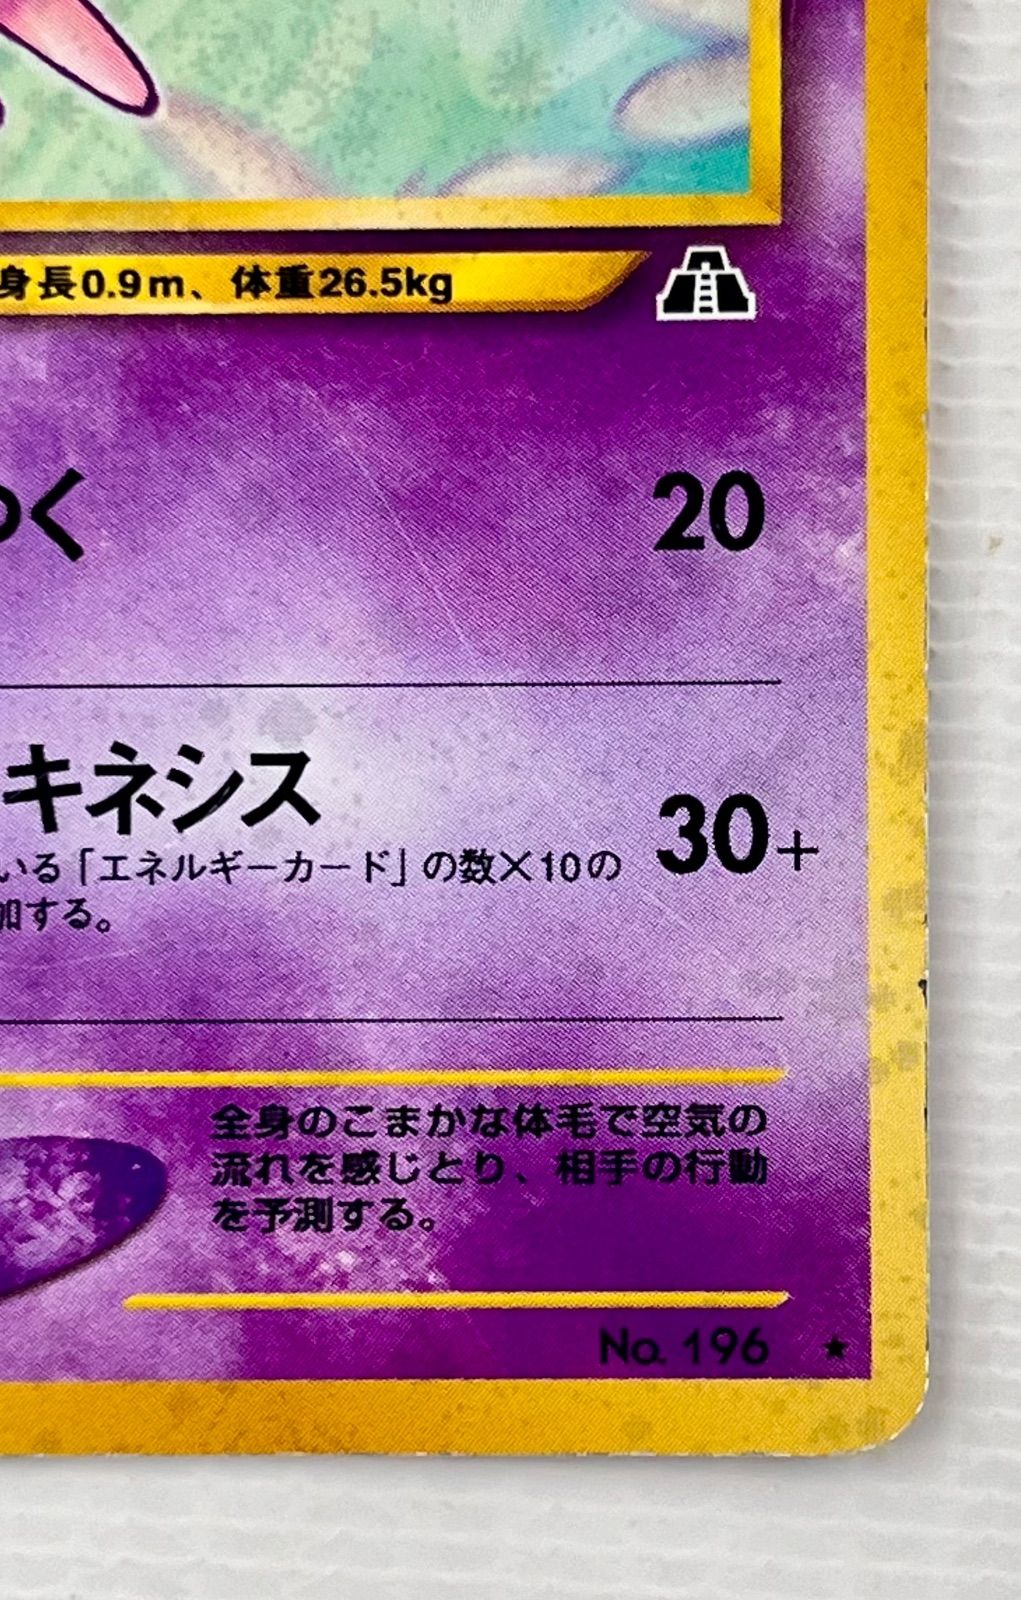 身長0.9m、体重26.5kg
つく
20
キネシス
30+
いる「エネルギーカード」の数×10の
加する。
全身のこまかな体毛で空気の
流れを感じとり、相手の行動
を予測する。
No. 196 ★